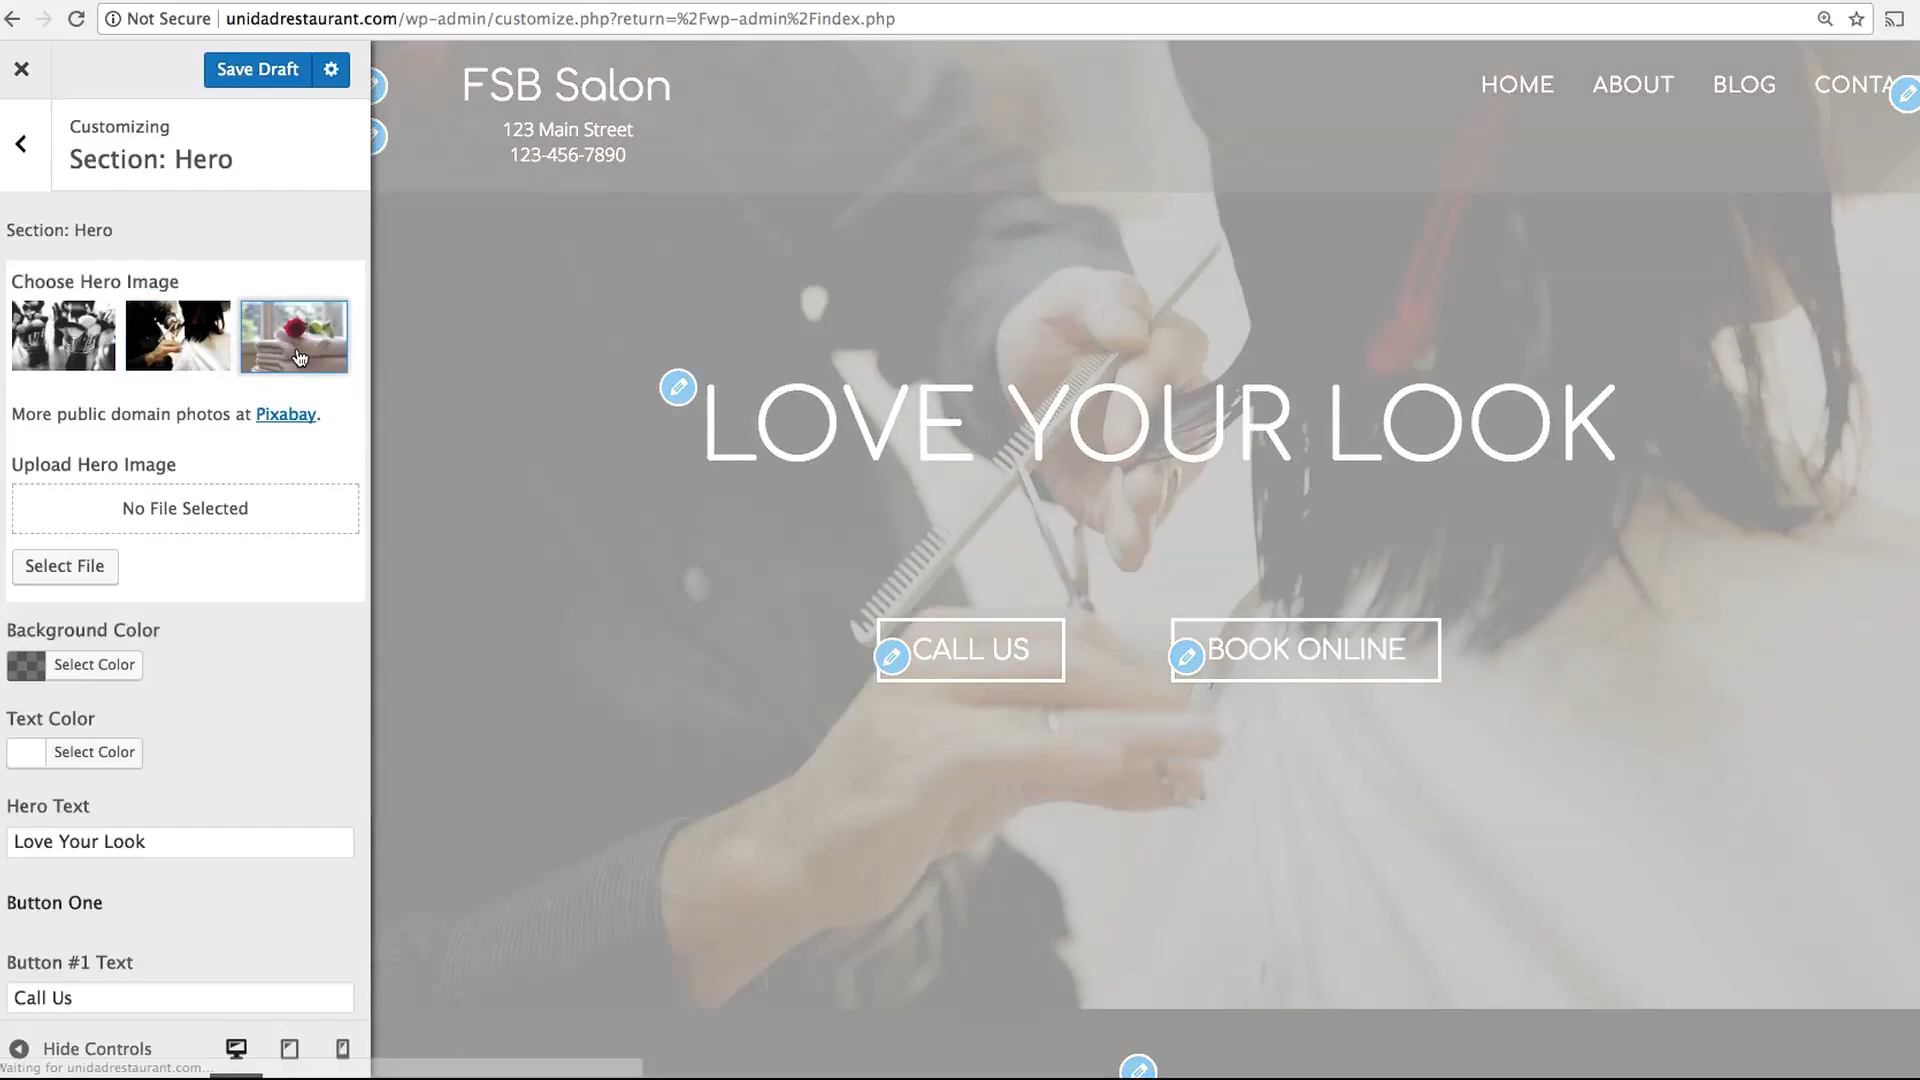 Not Secure unidadrestaurant.com/wp-admin/customize.php?return=%2Fwp-admin%2Findex.php
Save Draft
Customizing
Section: Hero
Section: Hero
Choose Hero Image
More public domain photos at Pixabay.
Upload Hero Image
No File Selected
Select File
Background Color
Select Color
Text Color
Select Color
Hero Text
Love Your Look
Button One
Button #1 Text
Call Us
Hide Controls
Waiting for unidadrestaurant.com...
FSB Salon
123 Main Street
123-456-7890
HOME ABOUT BLOG CONTA
LOVE YOUR LOOK
CALL US BOOK ONLINE